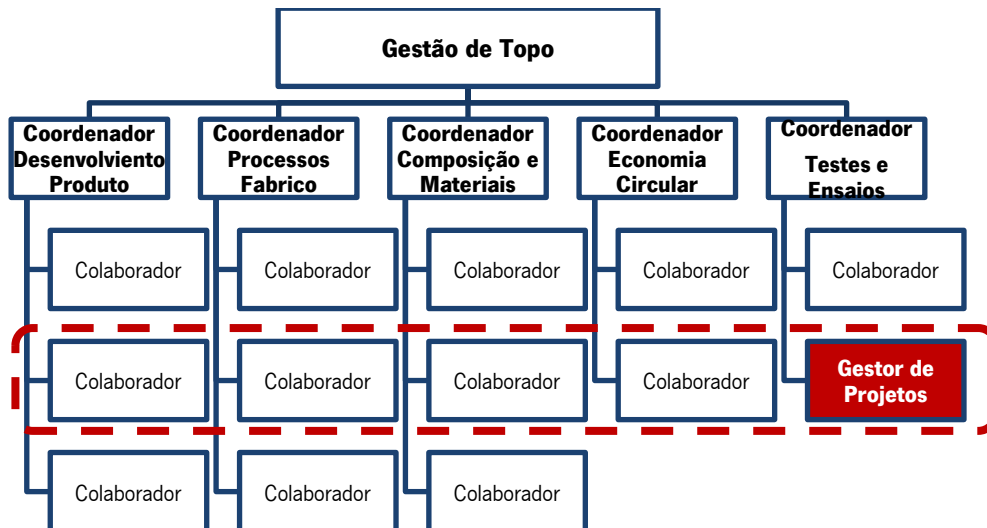 Gestão de Topo
Coordenador
Desenvolviento
Produto
Coordenador
Processos
Fabrico
Coordenador
Composição e
Materiais
Coordenador
Economia
Circular
Coordenador
Testes e
Ensaios
Colaborador
Colaborador
Colaborador
Colaborador
Colaborador
Colaborador
Colaborador
Colaborador
Colaborador
Gestor de
Projetos
Colaborador
Colaborador
Colaborador